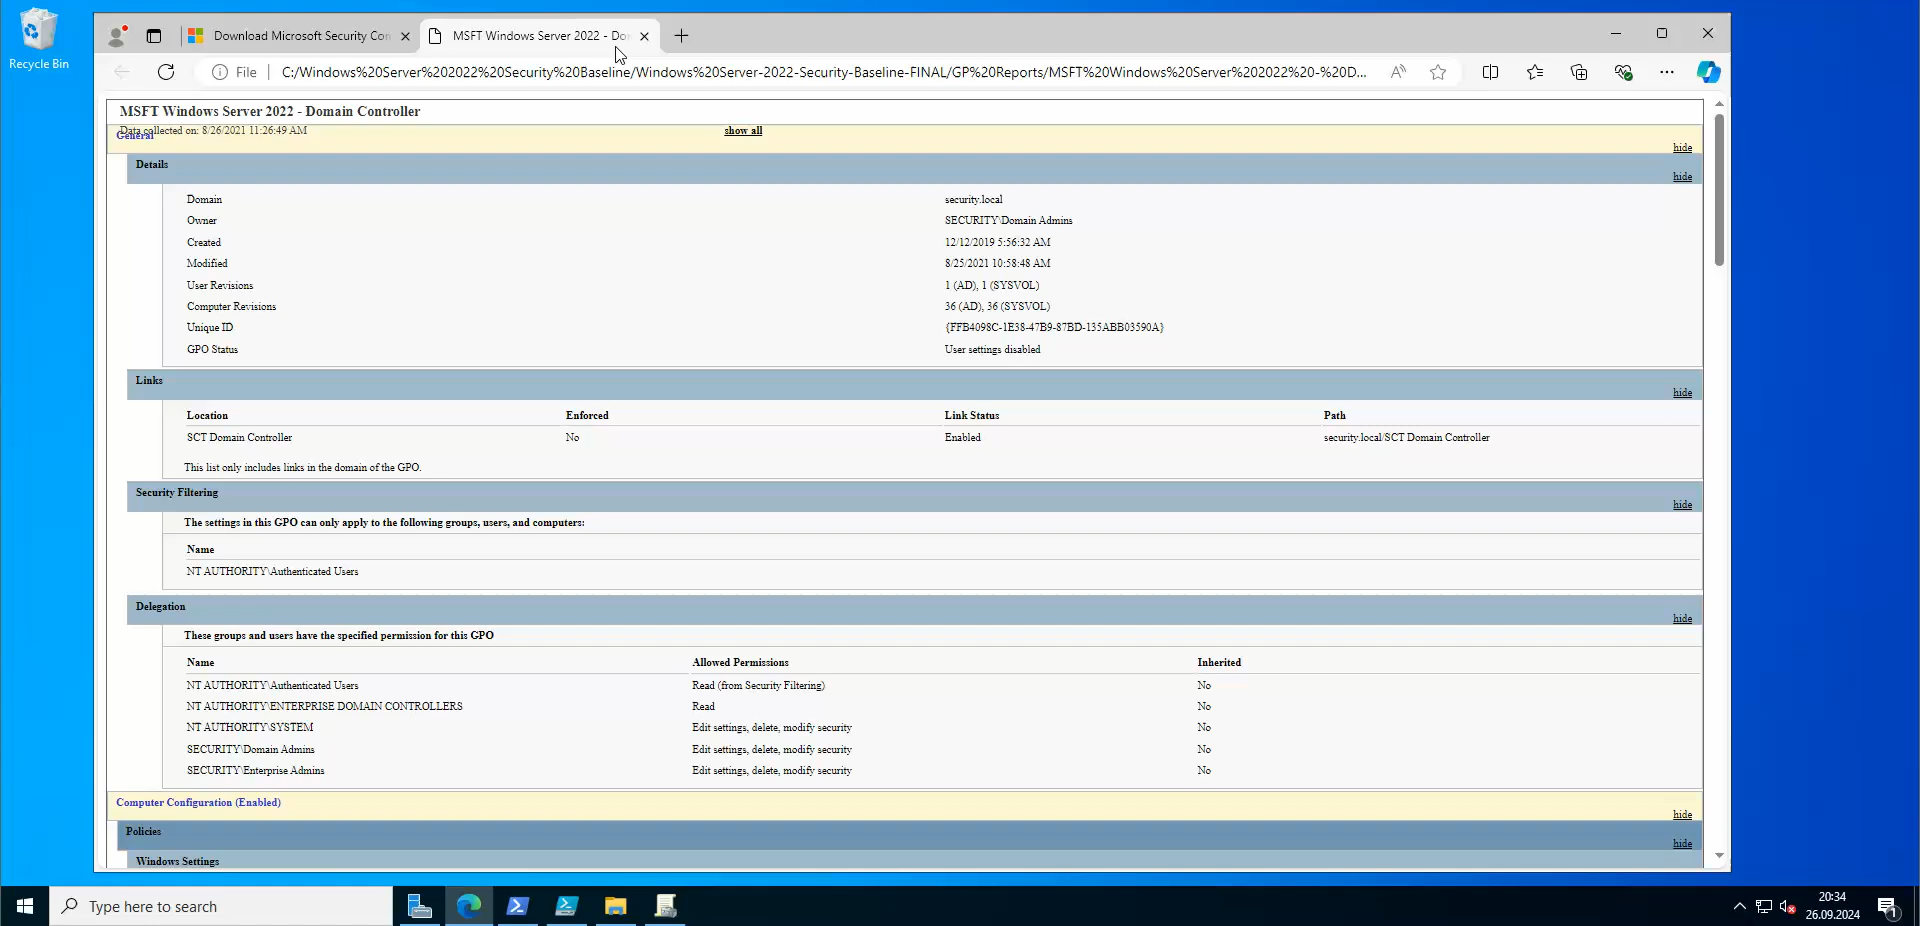 Recycle Bin
Download Microsoft Security Con
MSFT Windows Server 2022 - Do
File
C:/Windows%20Server%202022%20Security%20Baseline/Windows%20Server-2022-Security-Baseline-FINAL/GP%20Reports/MSFT%20Windows%20Server%202022%20-%20D...
MSFT Windows Server 2022 - Domain Controller
Data collected on: 8/26/2021 11:26:49 AM
show all
General
hide
Details
hide
Domain security.local
Owner SECURITY\Domain Admins
Created 12/12/2019 5:56:32 AM
Modified 8/25/2021 10:58:48 AM
User Revisions 1 (AD), 1 (SYSVOL)
Computer Revisions 36 (AD), 36 (SYSVOL)
Unique ID {FFB4098C-1E38-47B9-87BD-135ABB03590A}
GPO Status User settings disabled
Links
hide
Location Enforced Link Status Path
SCT Domain Controller No Enabled security.local/SCT Domain Controller
This list only includes links in the domain of the GPO.
Security Filtering
hide
The settings in this GPO can only apply to the following groups, users, and computers:
Name
NT AUTHORITY\Authenticated Users
Delegation
hide
These groups and users have the specified permission for this GPO
Name Allowed Permissions Inherited
NT AUTHORITY\Authenticated Users Read (from Security Filtering) No
NT AUTHORITY\ENTERPRISE DOMAIN CONTROLLERS Read No
NT AUTHORITY\SYSTEM Edit settings, delete, modify security No
SECURITY\Domain Admins Edit settings, delete, modify security No
SECURITY\Enterprise Admins Edit settings, delete, modify security No
Computer Configuration (Enabled)
hide
Policies
hide
Windows Settings
Type here to search
20:34
26.09.2024
1